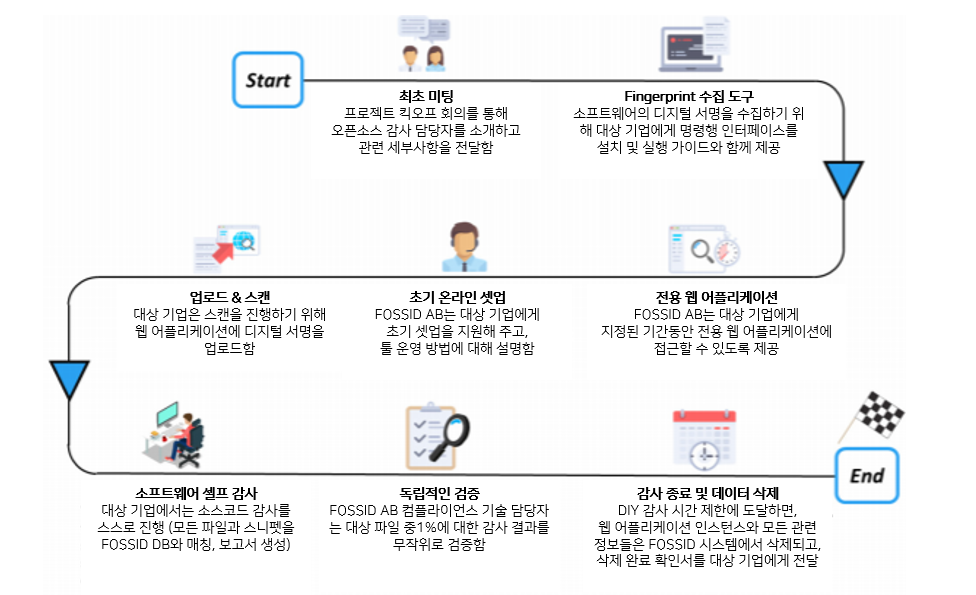 Start
최초 미팅
프로젝트 킥오프 회의를 통해
오픈소스 감사 담당자를 소개하고
관련 세부사항을 전달함
Fingerprint 수집 도구
소프트웨어의 디지털 서명을 수집하기 위
해 대상 기업에게 명령행 인터페이스를
설치 및 실행 가이드와 함께 제공
전용 웹 어플리케이션
FOSSID AB는 대상 기업에게
지정된 기간동안 전용 웹 어플리케이션에
접근할 수 있도록 제공
초기 온라인 셋업
FOSSID AB는 대상 기업에게
초기 셋업을 지원해 주고,
툴 운영 방법에 대해 설명함
업로드 & 스캔
대상 기업은 스캔을 진행하기 위해
웹 어플리케이션에 디지털 서명을
업로드함
소프트웨어 셀프 감사
대상 기업에서는 소스코드 감사를
스스로 진행 (모든 파일과 스니펫을
FOSSID DB와 매칭, 보고서 생성)
독립적인 검증
FOSSID AB 컴플라이언스 기술 담당자
는 대상 파일 중1%에 대한 감사 결과를
무작위로 검증함
감사 종료 및 데이터 삭제
DIY 감사 시간 제한에 도달하면,
웹 어플리케이션 인스턴스와 모든 관련
정보들은 FOSSID 시스템에서 삭제되고,
삭제 완료 확인서를 대상 기업에게 전달
End